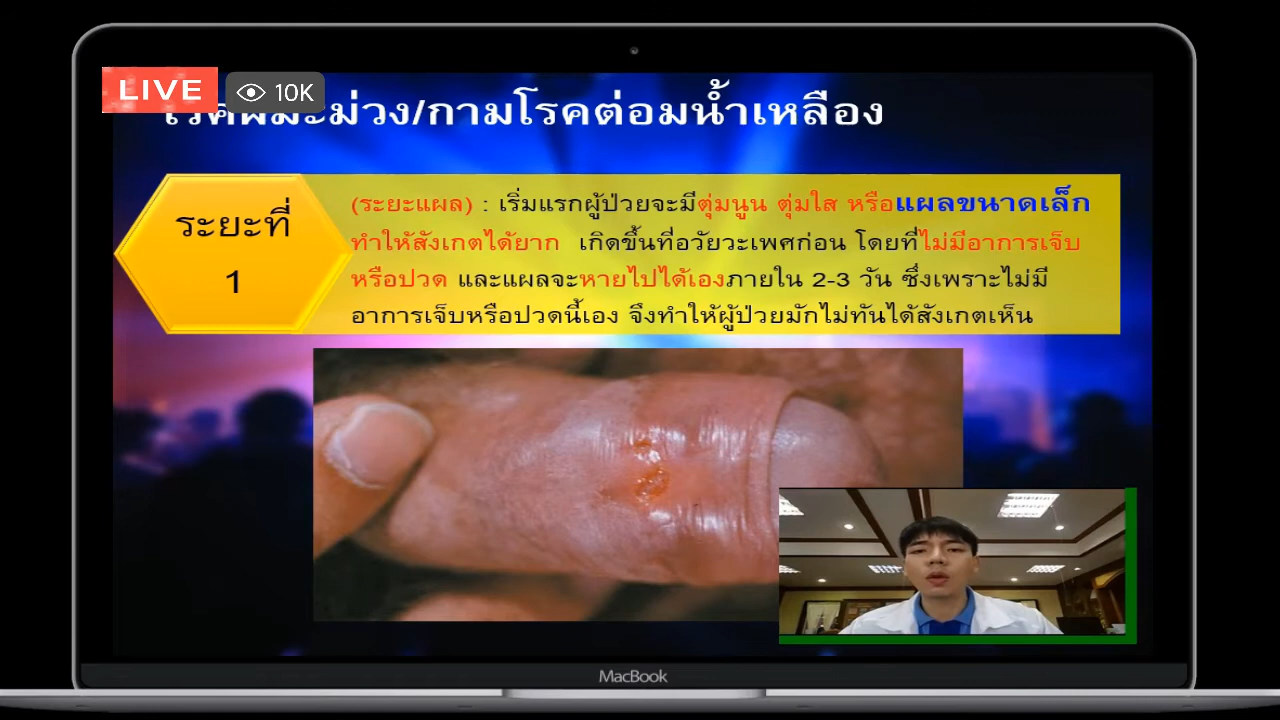 LIVE
10K
โรคฝีมะม่วง/กามโรคต่อมน้ำเหลือง
ระยะที่
1
(ระยะแผล) : เริ่มแรกผู้ป่วยจะมีตุ่มนูน ตุ่มใส หรือแผลขนาดเล็ก
ทำให้สังเกตได้ยาก เกิดขึ้นที่อวัยวะเพศก่อน โดยที่ไม่มีอาการเจ็บ
หรือปวด และแผลจะหายไปได้เองภายใน 2-3 วัน ซึ่งเพราะไม่มี
อาการเจ็บหรือปวดนี้เอง จึงทำให้ผู้ป่วยมักไม่ทันได้สังเกตเห็น
MacBook